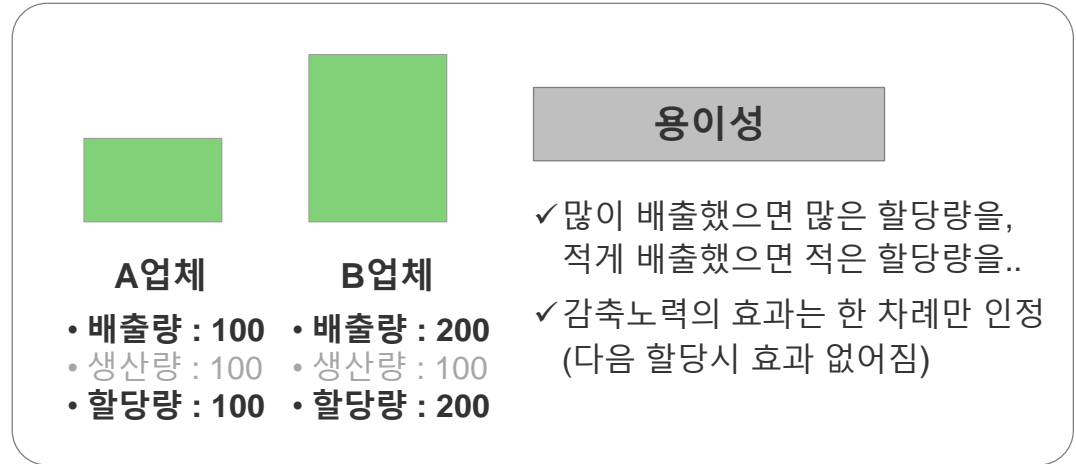 A업체
• 배출량 : 100
• 생산량 : 100
• 할당량 : 100
B업체
• 배출량 : 200
• 생산량 : 100
• 할당량 : 200
용이성
✓많이 배출했으면 많은 할당량을,
적게 배출했으면 적은 할당량을..
✓감축노력의 효과는 한 차례만 인정
(다음 할당시 효과 없어짐)